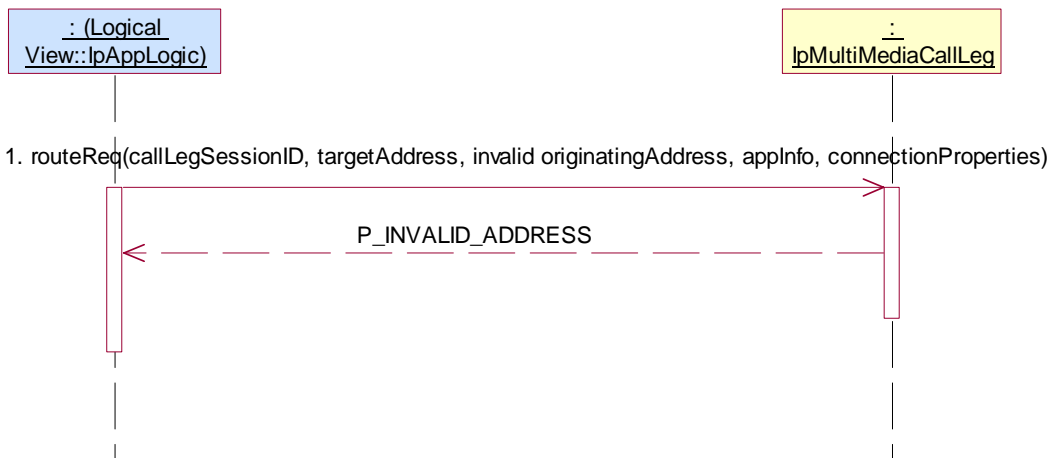 : (Logical
View::IpAppLogic)
:
IpMultiMediaCallLeg
1. routeReq(callLegSessionID, targetAddress, invalid originatingAddress, appInfo, connectionProperties)
P_INVALID_ADDRESS